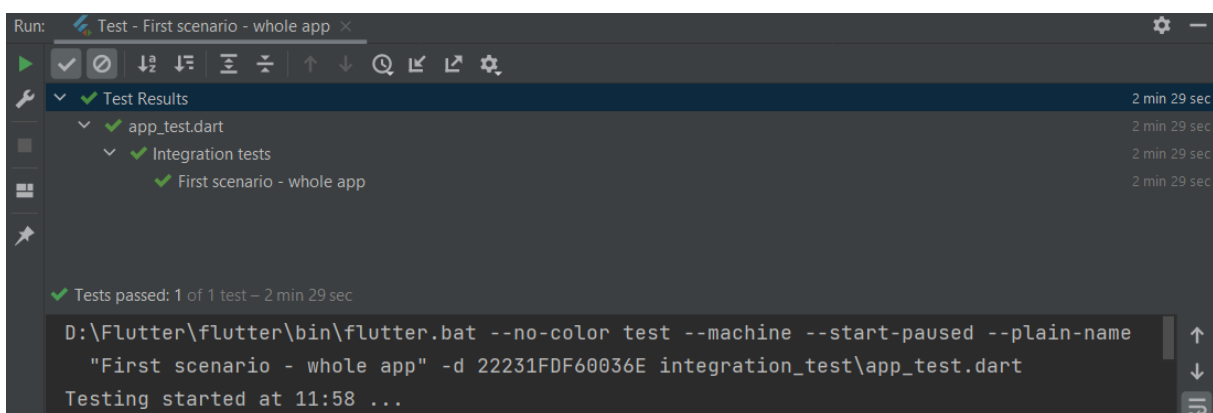 Run: Test - First scenario - whole app
Test Results 2 min 29 sec
app_test.dart 2 min 29 sec
Integration tests 2 min 29 sec
First scenario - whole app 2 min 29 sec
Tests passed: 1 of 1 test – 2 min 29 sec
D:\Flutter\flutter\bin\flutter.bat --no-color test --machine --start-paused --plain-name
"First scenario - whole app" -d 22231FDF60036E integration_test\app_test.dart
Testing started at 11:58 ...